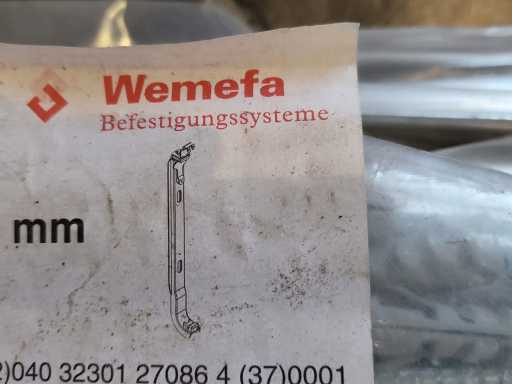 Wemefa
Befestigungssysteme
mm
2)040 32301 27086 4 (37)0001